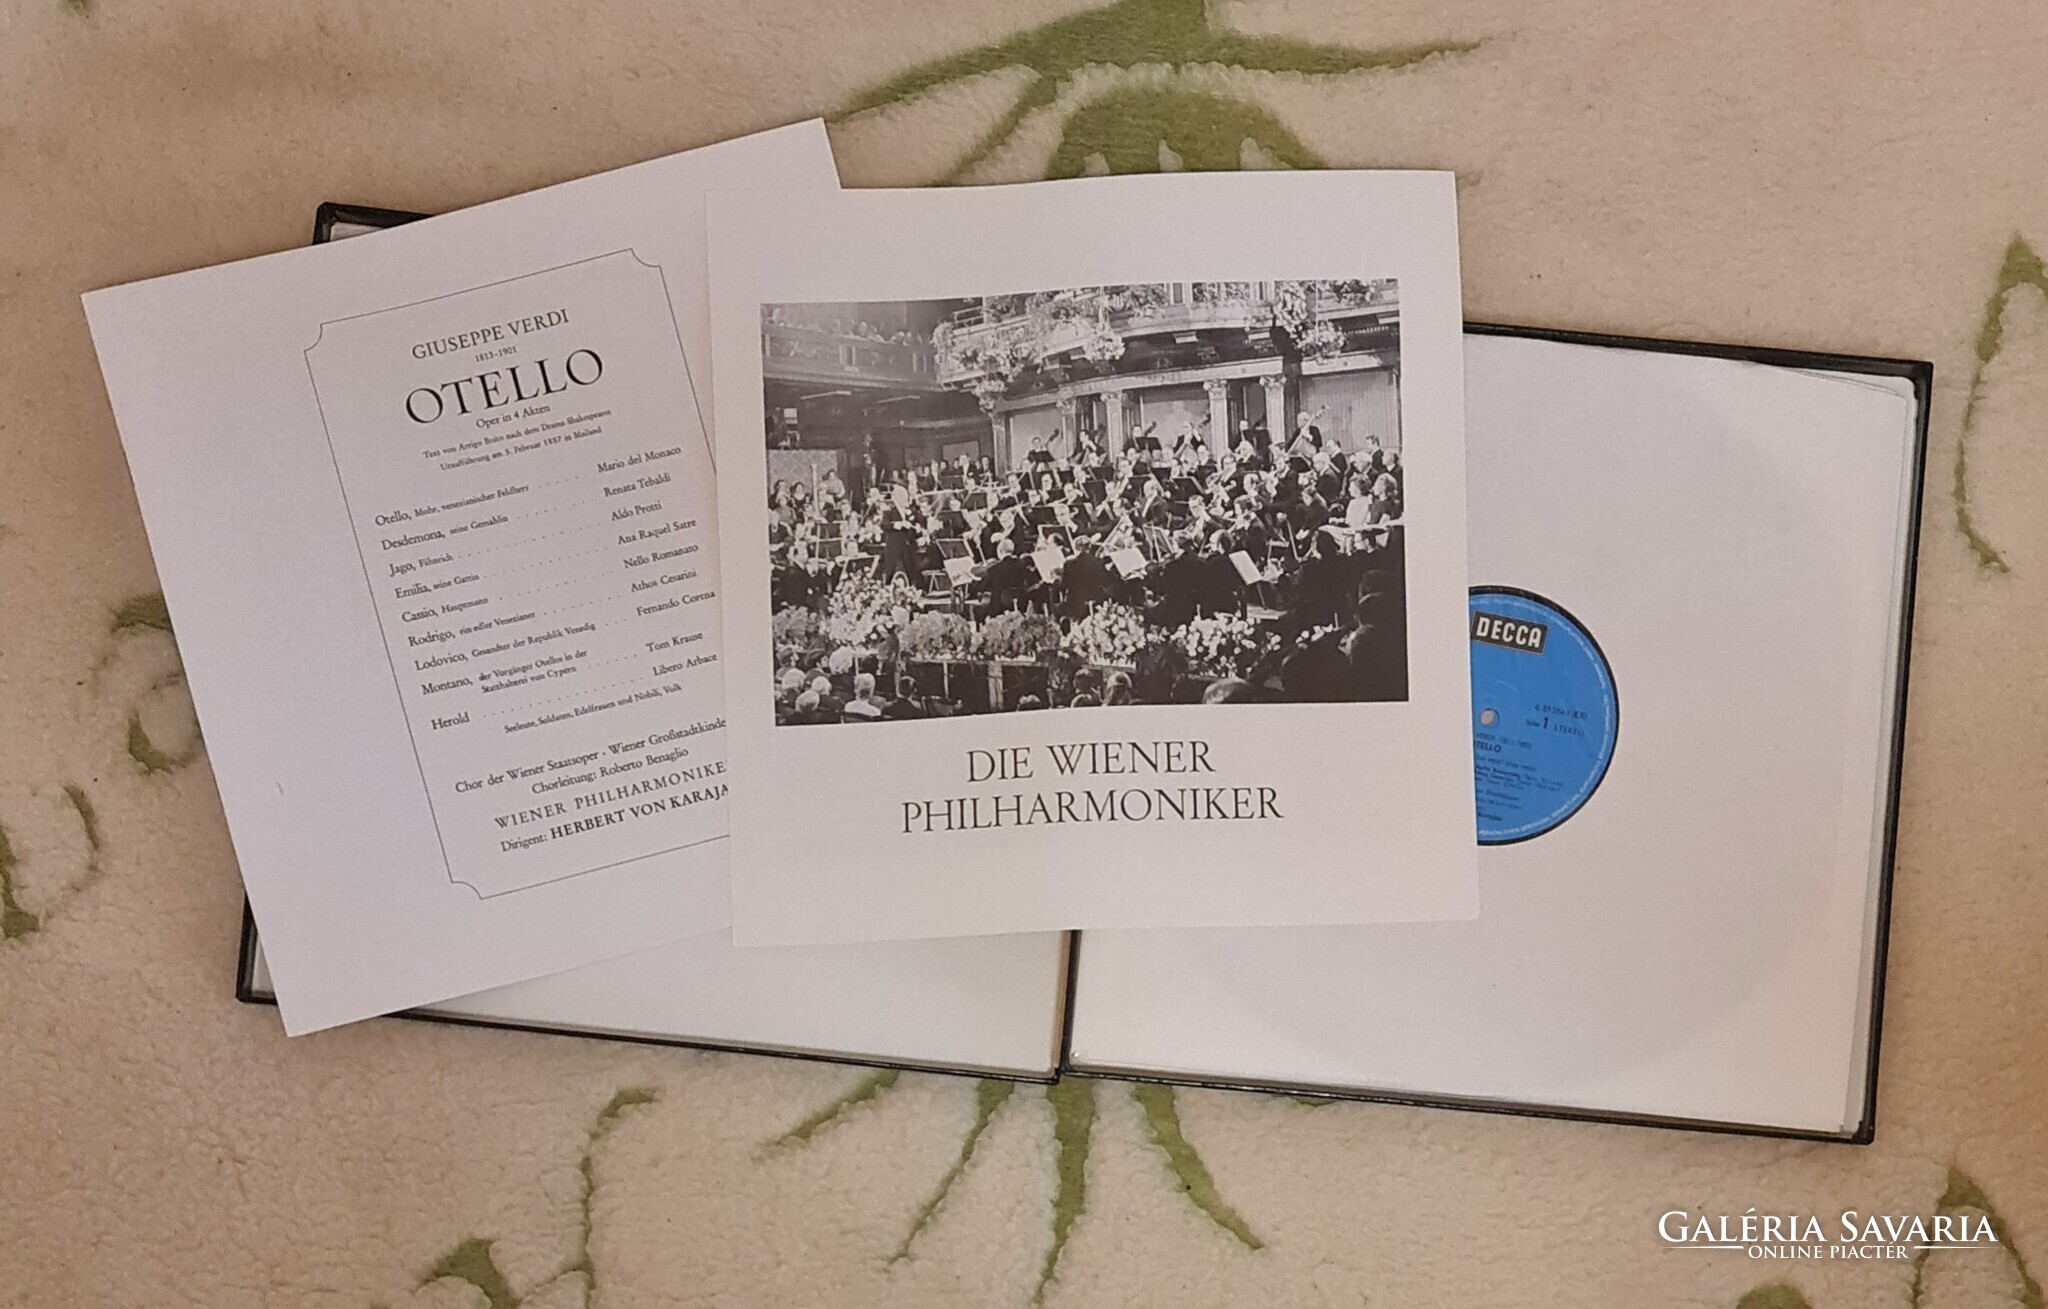 GIUSEPPE VERDI
1813-1901
OTELLO
Oper in 4 Akten
Text von Arrigo Boito nach dem Drama Shakespeares
Uraufführung am 5. Februar 1887 in Mailand
Otello, Mohr, venezianischer Feldherr . . . . . . Mario del Monaco
Desdemona, seine Gemahlin . . . . . . Renata Tebaldi
Jago, Fähnrich . . . . . . Aldo Protti
Emilia, seine Gattin . . . . . . Ana Raquel Satre
Cassio, Hauptmann . . . . . . Nello Romanato
Rodrigo, ein edler Venezianer . . . . . . Athos Cesarini
Lodovico, Gesandter der Republik Venedig . . . Fernando Corena
Montano, der Vorgänger Otellos in der
Statthalterei von Cypern . . . . . . Tom Krause
Herold . . . . . . Libero Arbace
Seeleute, Soldaten, Edelfrauen und Nobili, Volk
Chor der Wiener Staatsoper · Wiener Großstadtkinde
Chorleitung: Roberto Benaglio
WIENER PHILHARMONIKE
Dirigent: HERBERT VON KARAJA
DIE WIENER
PHILHARMONIKER
DECCA
Seite 1 STEREO
TELLO
Karajan
GALÉRIA SAVARIA
ONLINE PIACTÉR